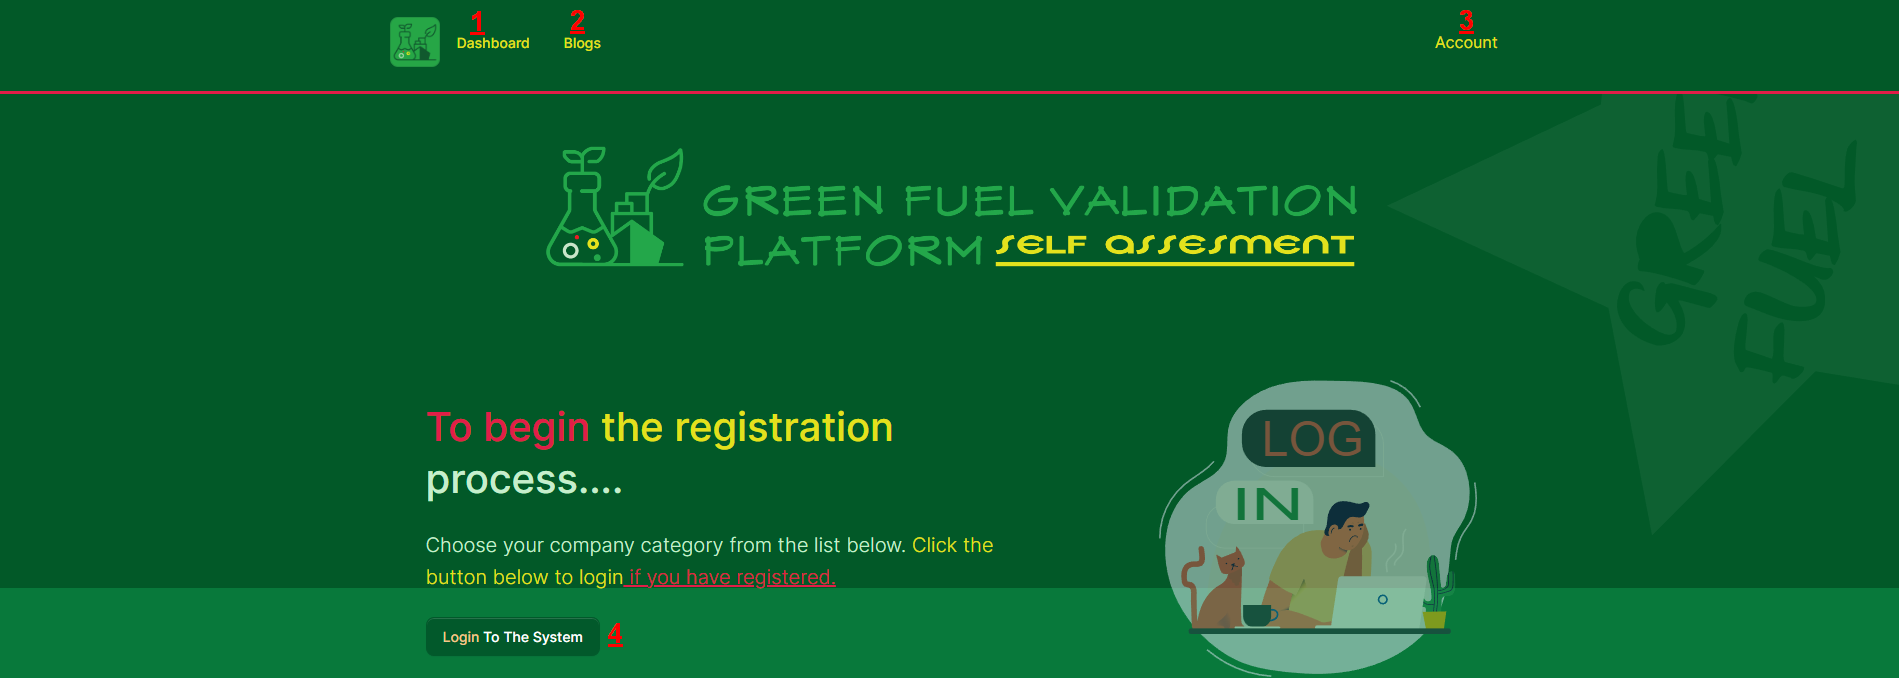 1 2 3
Dashboard Blogs Account
GREEN FUEL VALIDATION
PLATFORM SELF ASSESMENT
GREEN
FUEL
To begin the registration
process....
Choose your company category from the list below. Click the
button below to login if you have registered.
Login To The System 4
LOG
IN